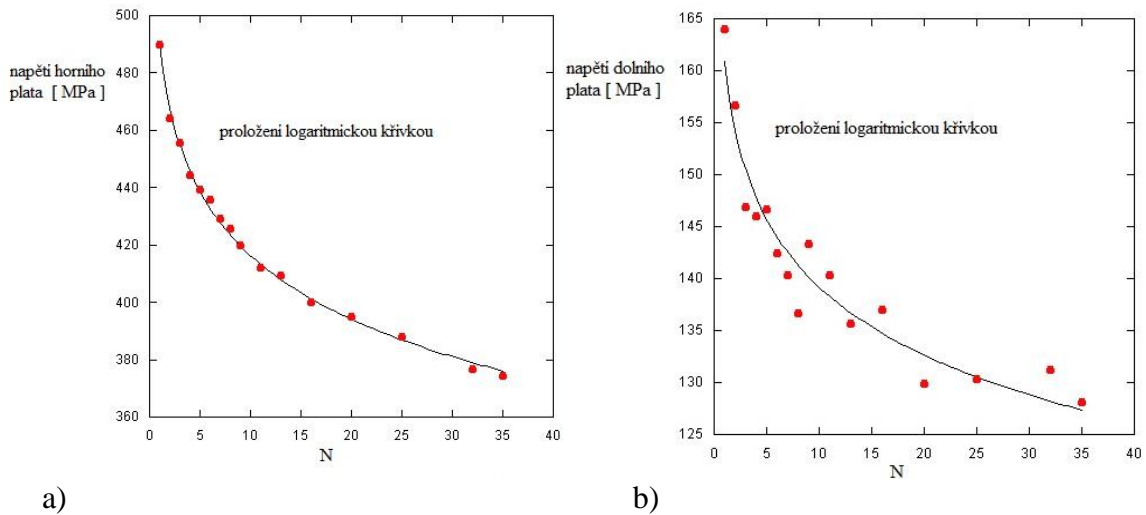 500
480
460
440
420
400
380
360
napětí horního
plata [ MPa ]
proložení logaritmickou křivkou
0 5 10 15 20 25 30 35 40
N
a)
165
160
155
150
145
140
135
130
125
napětí dolního
plata [ MPa ]
proložení logaritmickou křivkou
0 5 10 15 20 25 30 35 40
N
b)